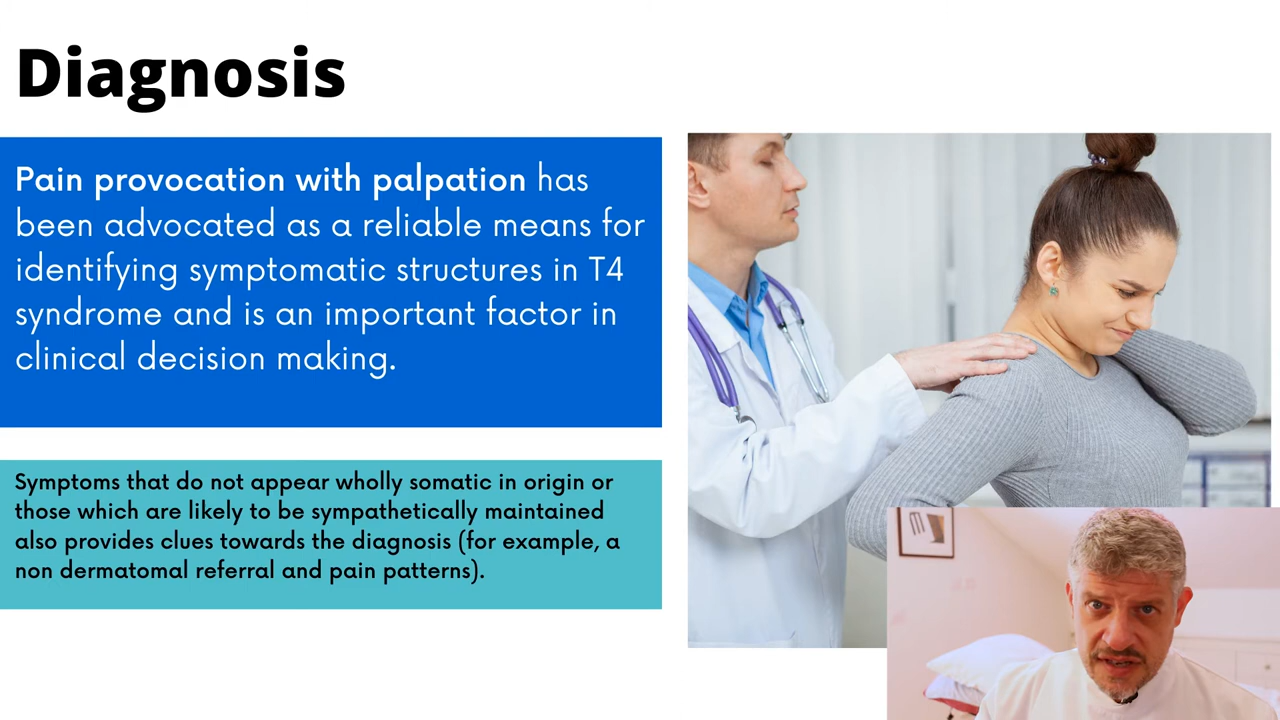 Diagnosis
Pain provocation with palpation has
been advocated as a reliable means for
identifying symptomatic structures in T4
syndrome and is an important factor in
clinical decision making.
Symptoms that do not appear wholly somatic in origin or
those which are likely to be sympathetically maintained
also provides clues towards the diagnosis (for example, a
non dermatomal referral and pain patterns).